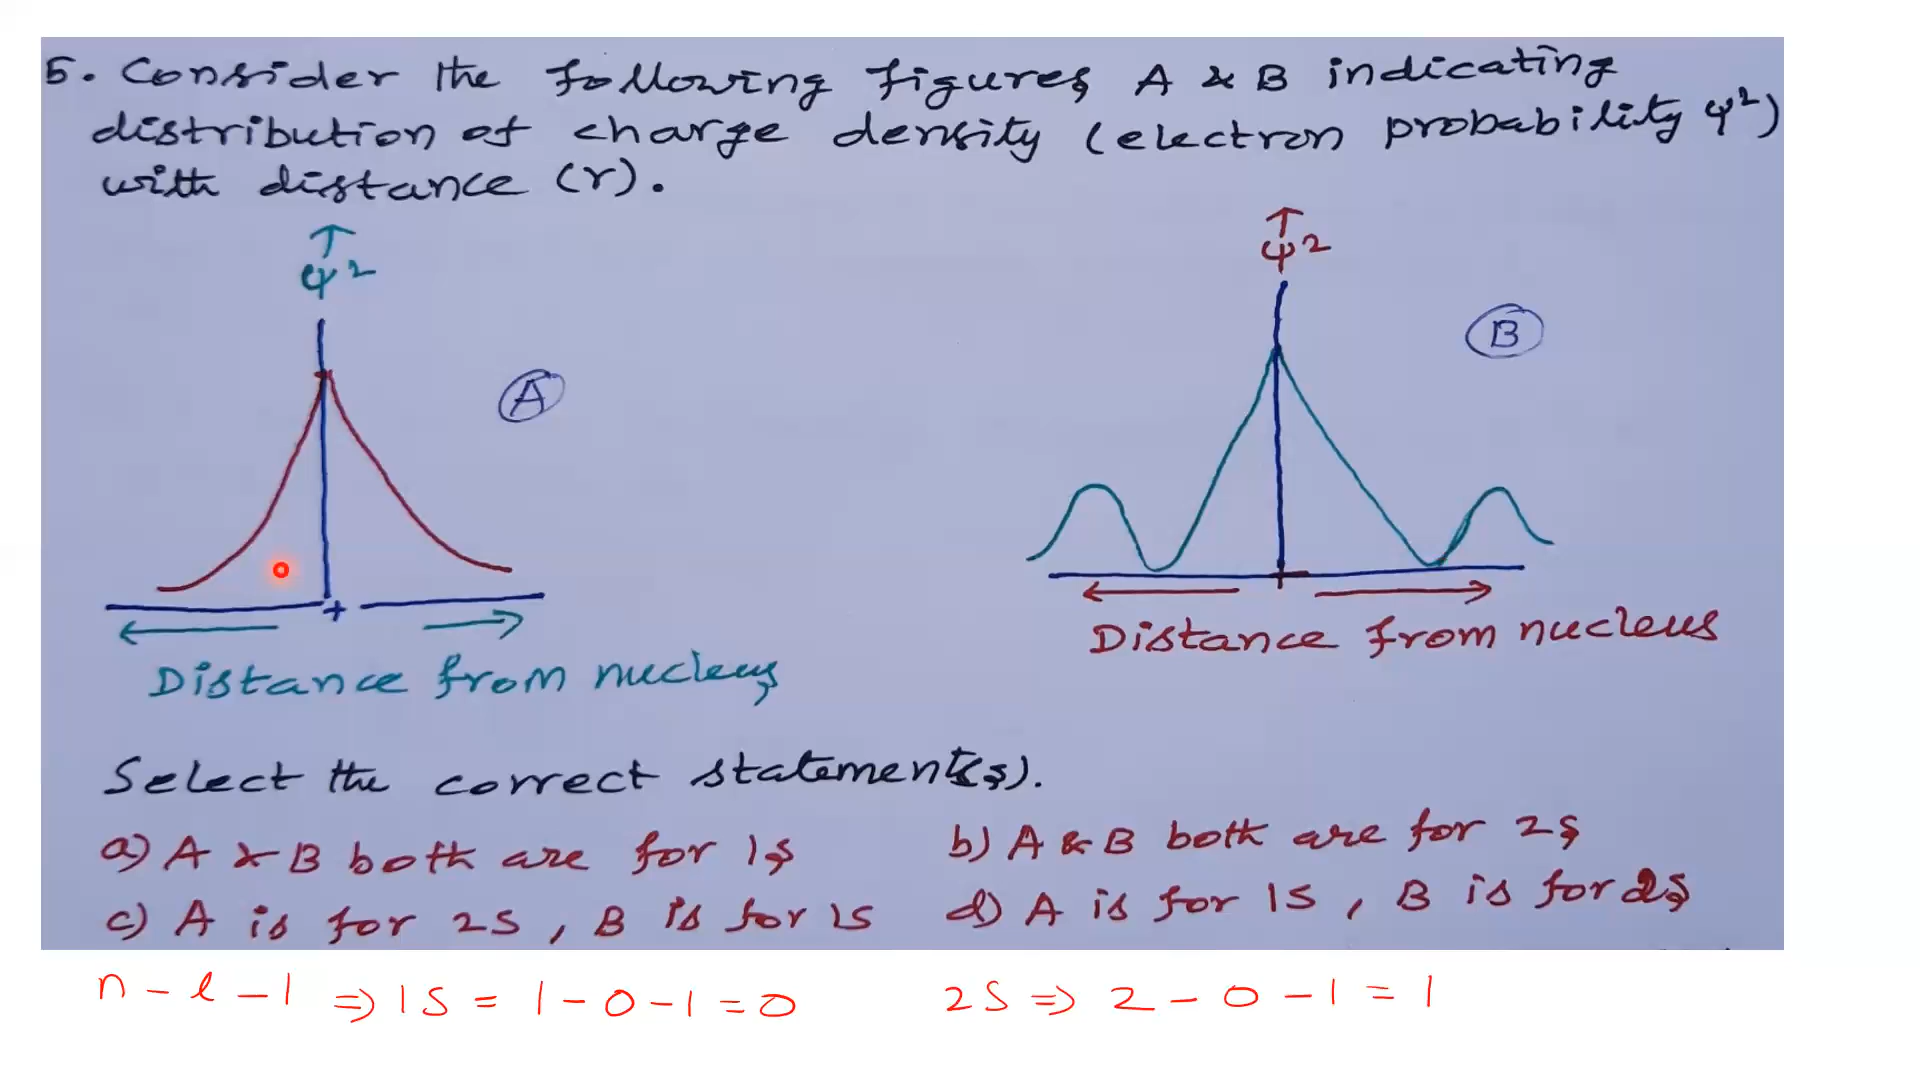 5. Consider the following figures A & B indicating
distribution of charge density (electron probability ψ²)
with distance (r).
↑
ψ²
A
Distance from nucleus
↑
ψ²
B
Distance from nucleus
Select the correct statement(s).
a) A & B both are for 1s
b) A & B both are for 2s
c) A is for 2S, B is for 1S
d) A is for 1S, B is for 2s
n - l - 1 ⇒ 1S = 1 - 0 - 1 = 0
2S ⇒ 2 - 0 - 1 = 1